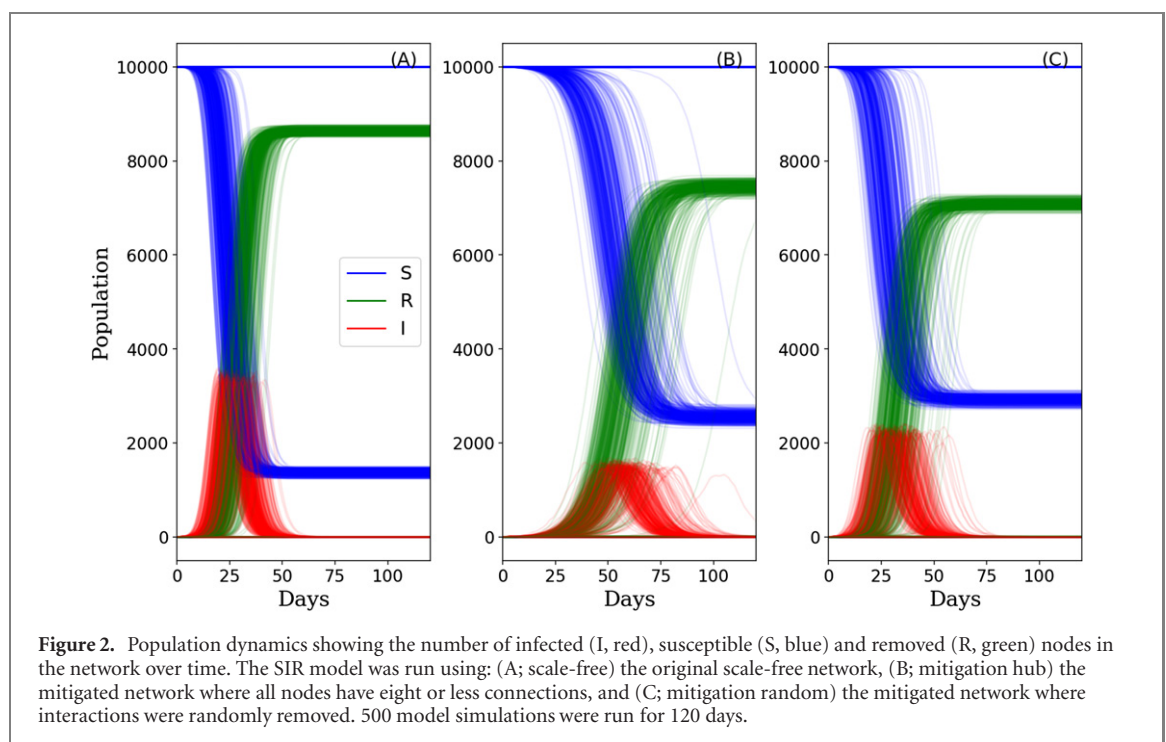 (A)
(B)
(C)
10000
8000
6000
4000
2000
0
Population
S
R
I
0 25 50 75 100
Days
10000
8000
6000
4000
2000
0
0 25 50 75 100
Days
10000
8000
6000
4000
2000
0
0 25 50 75 100
Days
Figure 2. Population dynamics showing the number of infected (I, red), susceptible (S, blue) and removed (R, green) nodes in
the network over time. The SIR model was run using: (A; scale-free) the original scale-free network, (B; mitigation hub) the
mitigated network where all nodes have eight or less connections, and (C; mitigation random) the mitigated network where
interactions were randomly removed. 500 model simulations were run for 120 days.